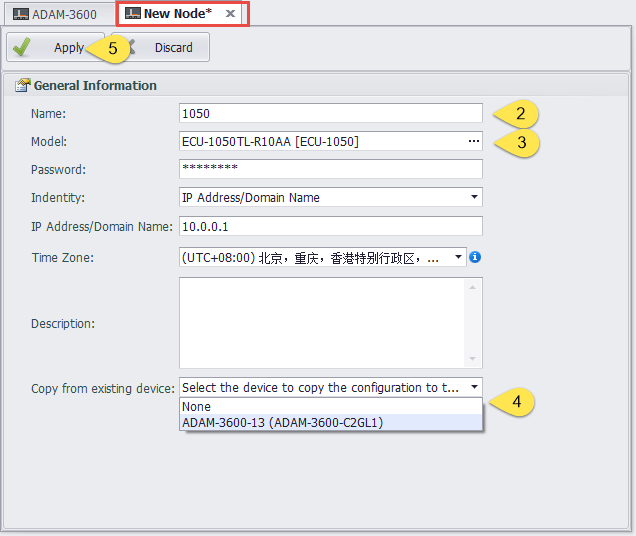 ADAM-3600 New Node* x
Apply 5 Discard
General Information
Name: 1050 2
Model: ECU-1050TL-R10AA [ECU-1050] ... 3
Password: ********
Indentity: IP Address/Domain Name
IP Address/Domain Name: 10.0.0.1
Time Zone: (UTC+08:00) 北京，重庆，香港特别行政区，...
Description:
Copy from existing device: Select the device to copy the configuration to t...
None 4
ADAM-3600-13 (ADAM-3600-C2GL1)